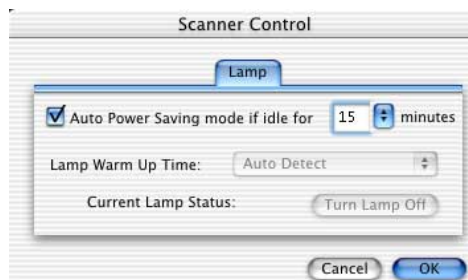 Scanner Control
Lamp
Auto Power Saving mode if idle for 15 minutes
Lamp Warm Up Time: Auto Detect
Current Lamp Status: Turn Lamp Off
Cancel OK